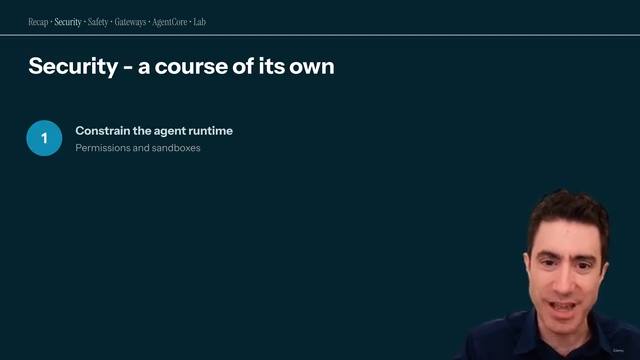 Recap • Security • Safety • Gateways • AgentCore • Lab
Security - a course of its own
1
Constrain the agent runtime
Permissions and sandboxes